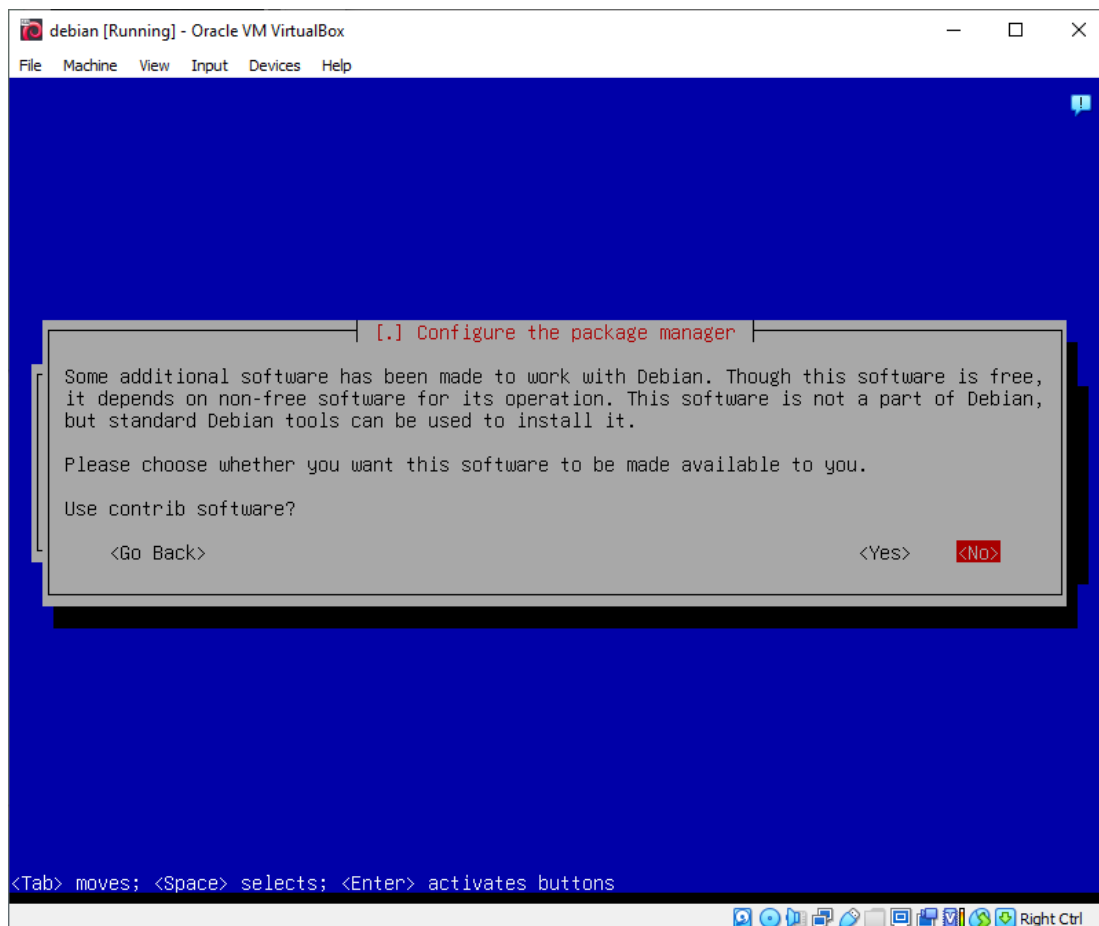 debian [Running] - Oracle VM VirtualBox
File Machine View Input Devices Help
[.] Configure the package manager
Some additional software has been made to work with Debian. Though this software is free,
it depends on non-free software for its operation. This software is not a part of Debian,
but standard Debian tools can be used to install it.
Please choose whether you want this software to be made available to you.
Use contrib software?
<Go Back> <Yes> <No>
<Tab> moves; <Space> selects; <Enter> activates buttons
Right Ctrl